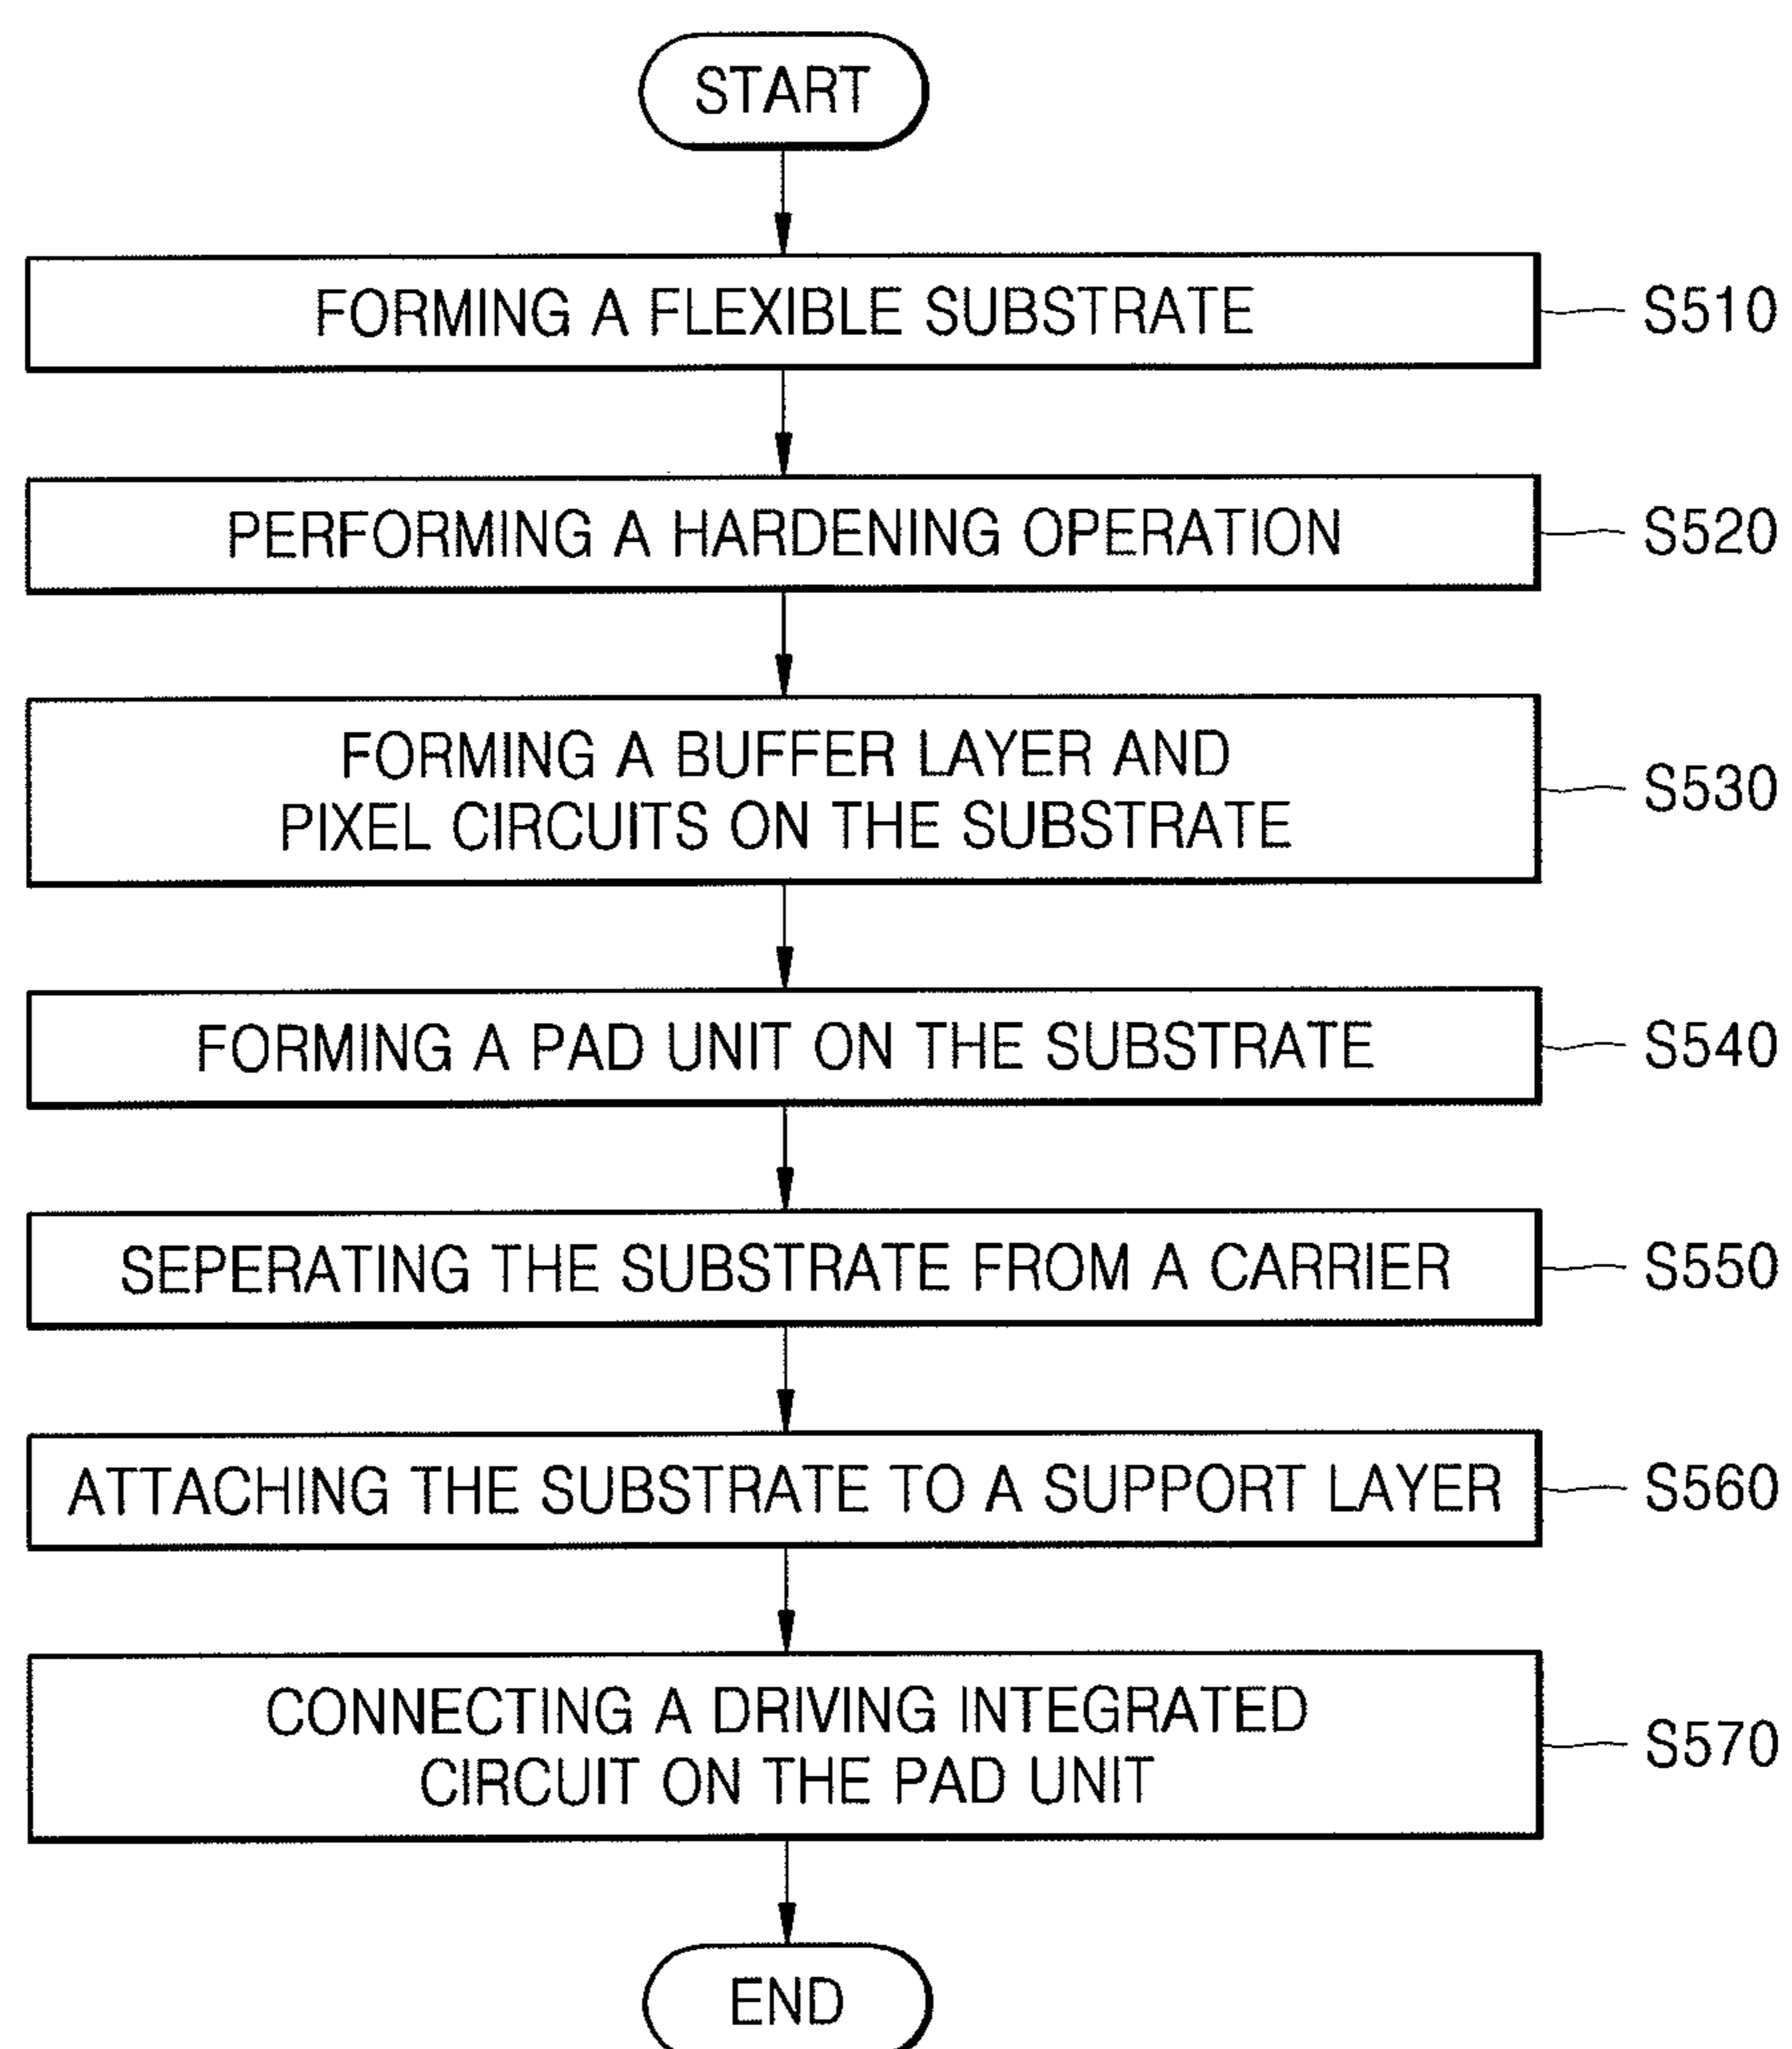 START
FORMING A FLEXIBLE SUBSTRATE
S510
PERFORMING A HARDENING OPERATION
S520
FORMING A BUFFER LAYER AND
PIXEL CIRCUITS ON THE SUBSTRATE
S530
FORMING A PAD UNIT ON THE SUBSTRATE
S540
SEPERATING THE SUBSTRATE FROM A CARRIER
S550
ATTACHING THE SUBSTRATE TO A SUPPORT LAYER
S560
CONNECTING A DRIVING INTEGRATED
CIRCUIT ON THE PAD UNIT
S570
END